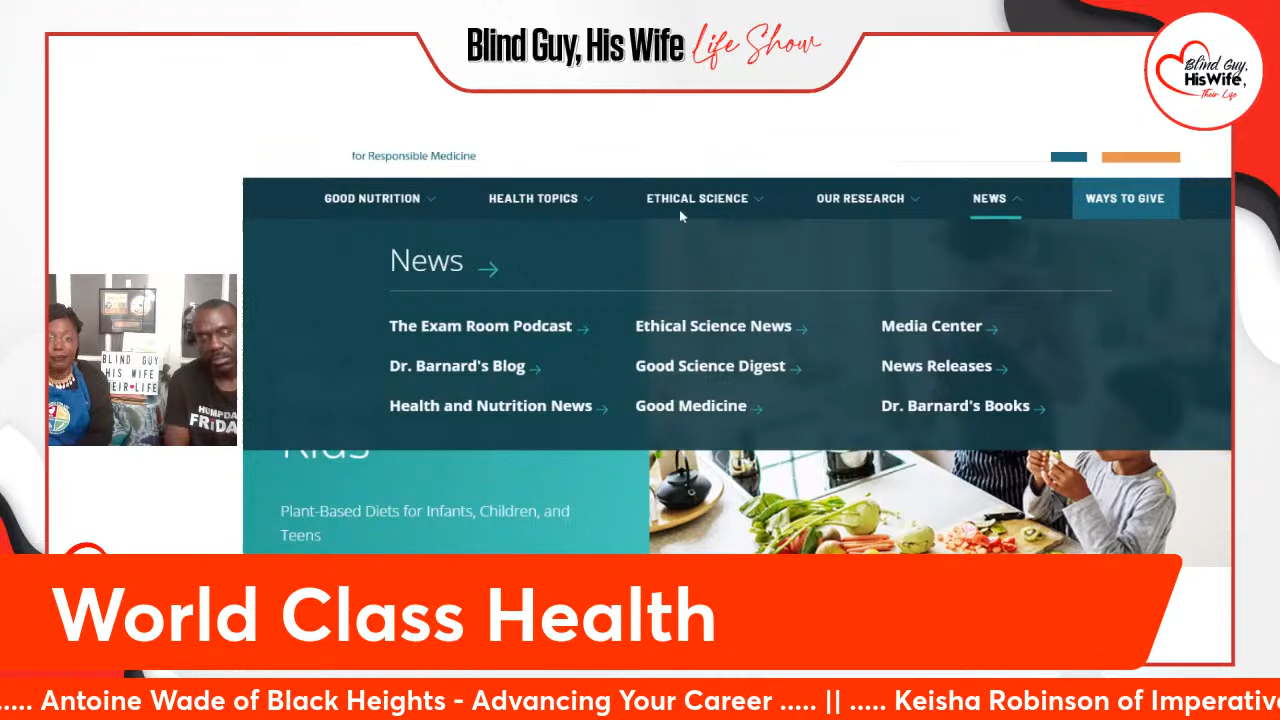 Blind Guy, His Wife Life Show
Blind Guy,
His Wife,
Their Life
for Responsible Medicine
GOOD NUTRITION
HEALTH TOPICS
ETHICAL SCIENCE
OUR RESEARCH
NEWS
WAYS TO GIVE
News
The Exam Room Podcast
Ethical Science News
Media Center
Dr. Barnard's Blog
Good Science Digest
News Releases
Health and Nutrition News
Good Medicine
Dr. Barnard's Books
BLIND GUY
HIS WIFE
EIR♥LIFE
HUMPDA
FRiDA
Kids
Plant-Based Diets for Infants, Children, and
Teens
World Class Health
..... Antoine Wade of Black Heights - Advancing Your Career ..... || ..... Keisha Robinson of Imperativ